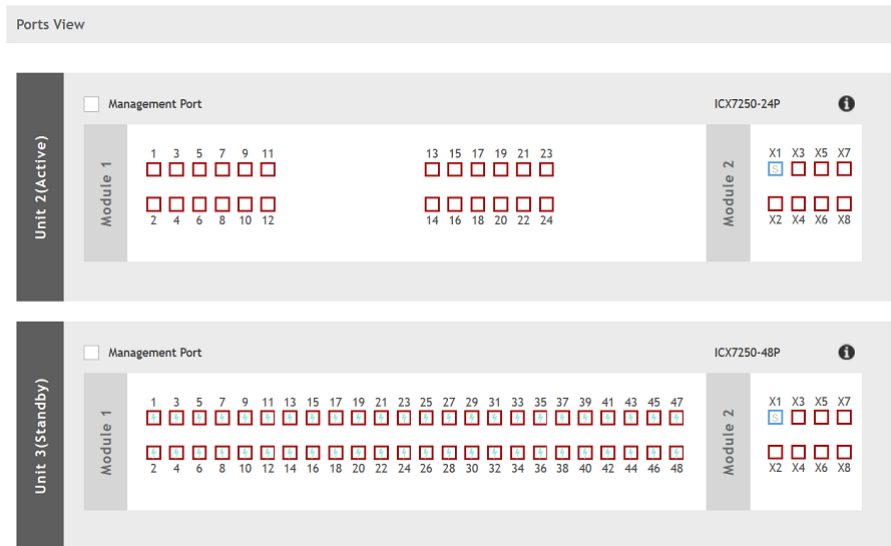 Ports View
Unit 2(Active)
Management Port
ICX7250-24P
i
Module 1
1 3 5 7 9 11 13 15 17 19 21 23
2 4 6 8 10 12 14 16 18 20 22 24
Module 2
X1 X3 X5 X7
S
X2 X4 X6 X8
Unit 3(Standby)
Management Port
ICX7250-48P
i
Module 1
1 3 5 7 9 11 13 15 17 19 21 23 25 27 29 31 33 35 37 39 41 43 45 47
2 4 6 8 10 12 14 16 18 20 22 24 26 28 30 32 34 36 38 40 42 44 46 48
Module 2
X1 X3 X5 X7
S
X2 X4 X6 X8